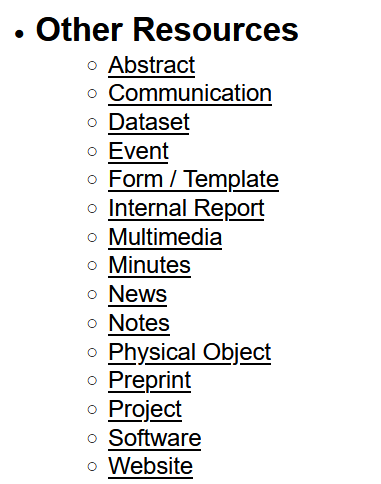 Other Resources
Abstract
Communication
Dataset
Event
Form / Template
Internal Report
Multimedia
Minutes
News
Notes
Physical Object
Preprint
Project
Software
Website